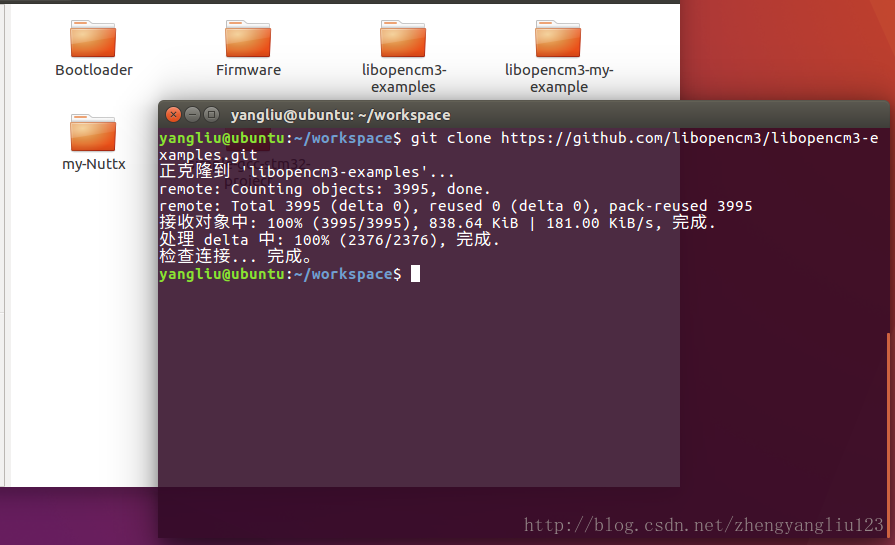 Bootloader
Firmware
libopencm3-
examples
libopencm3-my-
example
my-Nuttx
yangliu@ubuntu: ~/workspace
yangliu@ubuntu:~/workspace$ git clone https://github.com/libopencm3/libopencm3-e
xamples.git
正克隆到 'libopencm3-examples'...
remote: Counting objects: 3995, done.
remote: Total 3995 (delta 0), reused 0 (delta 0), pack-reused 3995
接收对象中: 100% (3995/3995), 838.64 KiB | 181.00 KiB/s, 完成.
处理 delta 中: 100% (2376/2376), 完成.
检查连接... 完成。
yangliu@ubuntu:~/workspace$
http://blog.csdn.net/zhengyangliu123